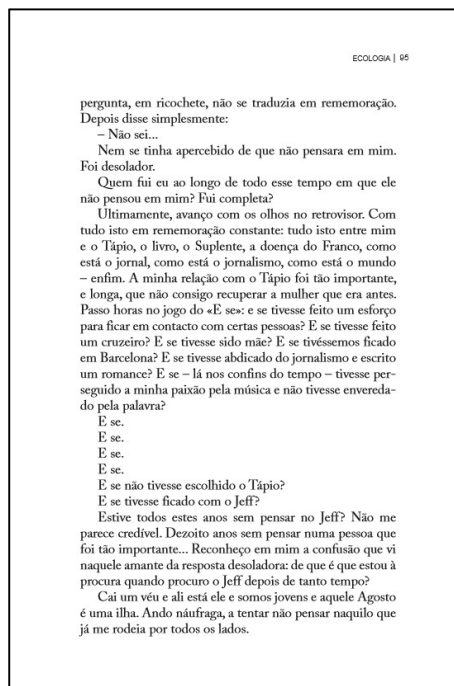 ECOLOGIA | 95
pergunta, em ricochete, não se traduzia em rememoração.
Depois disse simplesmente:
– Não sei...
Nem se tinha apercebido de que não pensara em mim.
Foi desolador.
Quem fui eu ao longo de todo esse tempo em que ele
não pensou em mim? Fui completa?
Ultimamente, avanço com os olhos no retrovisor. Com
tudo isto em rememoração constante: tudo isto entre mim
e o Tápio, o livro, o Suplente, a doença do Franco, como
está o jornal, como está o jornalismo, como está o mundo
– enfim. A minha relação com o Tápio foi tão importante,
e longa, que não consigo recuperar a mulher que era antes.
Passo horas no jogo do «E se»: e se tivesse feito um esforço
para ficar em contacto com certas pessoas? E se tivesse feito
um cruzeiro? E se tivesse sido mãe? E se tivéssemos ficado
em Barcelona? E se tivesse abdicado do jornalismo e escrito
um romance? E se – lá nos confins do tempo – tivesse per-
seguido a minha paixão pela música e não tivesse envereda-
do pela palavra?
E se.
E se.
E se.
E se.
E se não tivesse escolhido o Tápio?
E se tivesse ficado com o Jeff?
Estive todos estes anos sem pensar no Jeff? Não me
parece credível. Dezoito anos sem pensar numa pessoa que
foi tão importante... Reconheço em mim a confusão que vi
naquele amante da resposta desoladora: de que é que estou à
procura quando procuro o Jeff depois de tanto tempo?
Cai um véu e ali está ele e somos jovens e aquele Agosto
é uma ilha. Ando náufraga, a tentar não pensar naquilo que
já me rodeia por todos os lados.